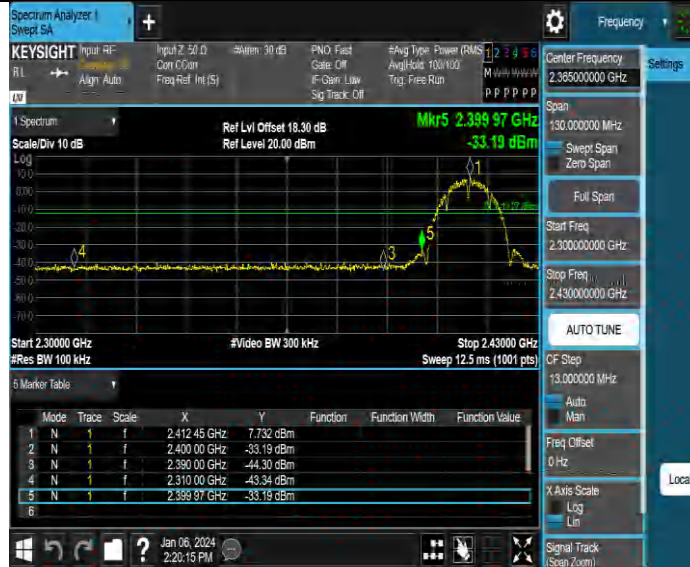 Spectrum Analyzer 1
Swept SA
+
Frequency
KEYSIGHT
Input: RF
Input Z: 50 Ω
#Atten: 30 dB
PNO: Fast
#Avg Type: Power (RMS
1 2 3 4 5 6
R L
Align: Auto
Corr CCorr
Freq Ref: Int (S)
Gate: Off
IF Gain: Low
Sig Track: Off
Avg|Hold: 100/100
Trig: Free Run
M W W W W W
P P P P P P
LXI
Center Frequency
2.365000000 GHz
Settings
Span
130.000000 MHz
Swept Span
Zero Span
Full Span
Start Freq
2.300000000 GHz
Stop Freq
2.430000000 GHz
AUTO TUNE
CF Step
13.000000 MHz
Auto
Man
Freq Offset
0 Hz
X Axis Scale
Log
Lin
Signal Track
(Span Zoom)
Local
1 Spectrum
Scale/Div 10 dB
Ref Lvl Offset 18.30 dB
Ref Level 20.00 dBm
Mkr5 2.399 97 GHz
-33.19 dBm
Log
10.0
0.00
-10.0
-20.0
-30.0
-40.0
-50.0
-60.0
-70.0
1
5
4
3
Start 2.30000 GHz
#Res BW 100 kHz
#Video BW 300 kHz
Stop 2.43000 GHz
Sweep 12.5 ms (1001 pts)
5 Marker Table
Mode Trace Scale X Y Function Function Width Function Value
1 N 1 f 2.412 45 GHz 7.732 dBm
2 N 1 f 2.400 00 GHz -33.19 dBm
3 N 1 f 2.390 00 GHz -44.30 dBm
4 N 1 f 2.310 00 GHz -43.34 dBm
5 N 1 f 2.399 97 GHz -33.19 dBm
6
?
Jan 06, 2024
2:20:15 PM